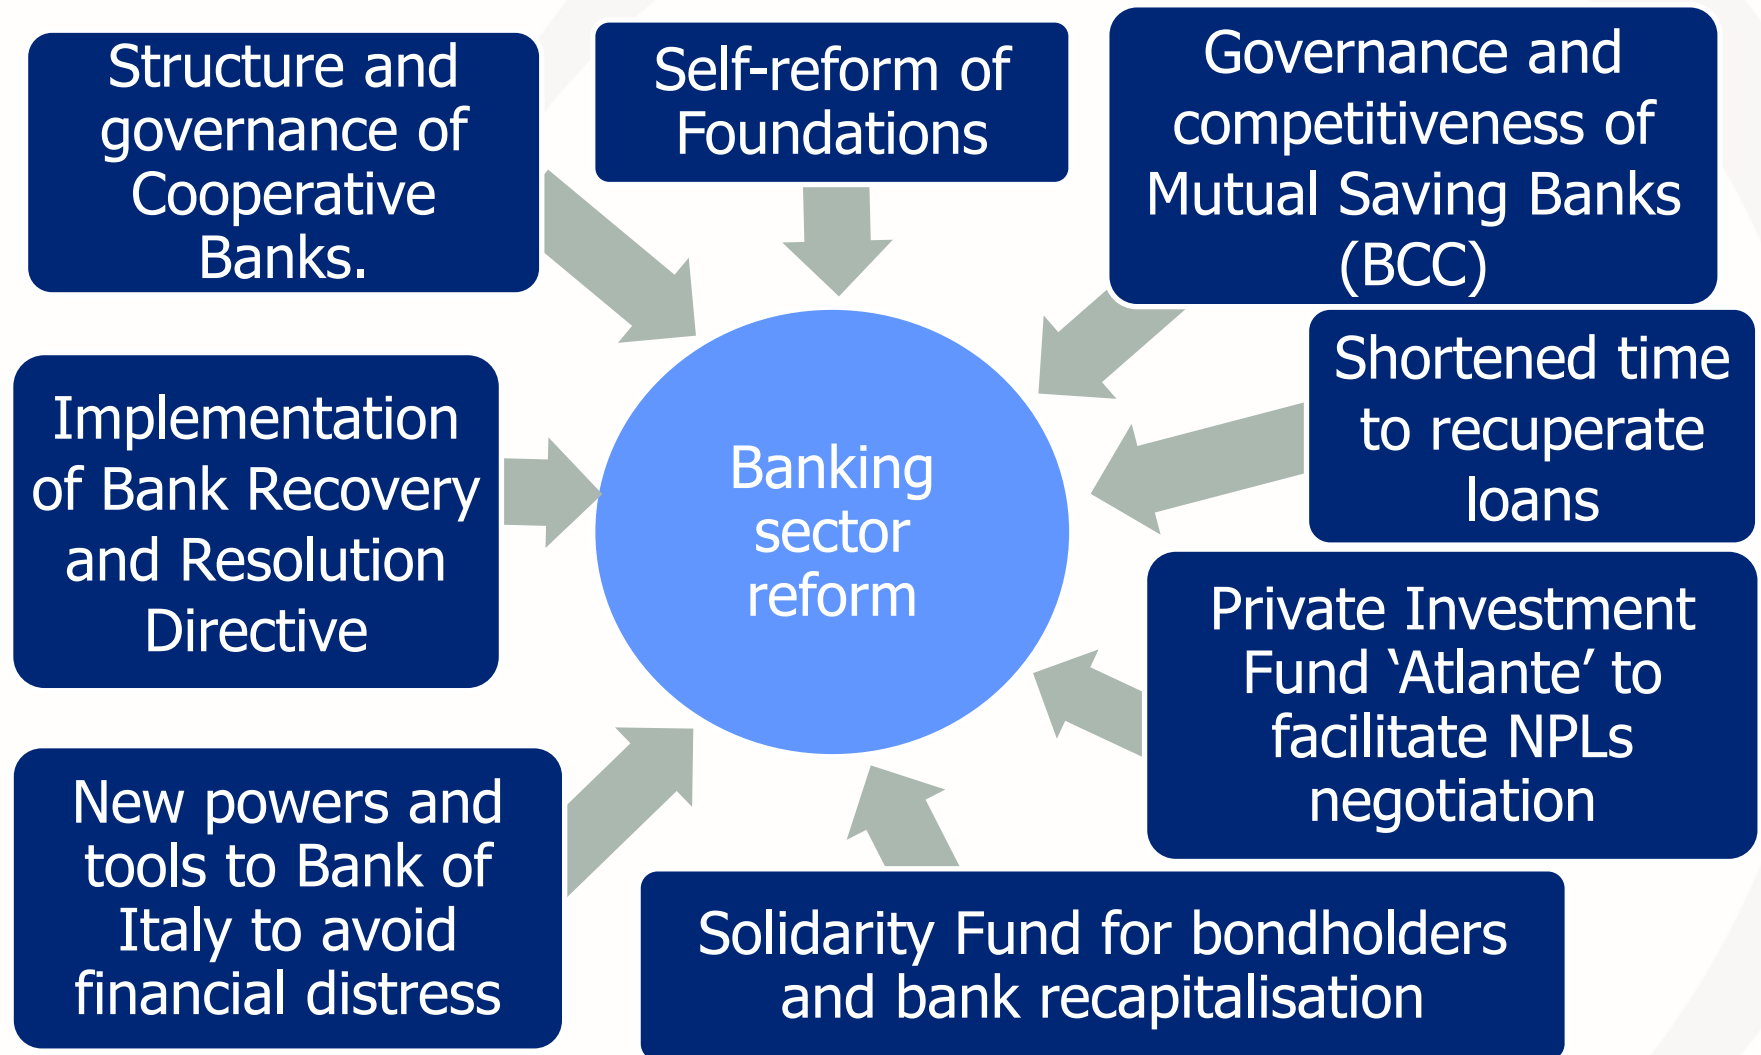 Structure and
governance of
Cooperative
Banks.
Self-reform of
Foundations
Governance and
competitiveness of
Mutual Saving Banks
(BCC)
Shortened time
to recuperate
loans
Implementation
of Bank Recovery
and Resolution
Directive
Banking
sector
reform
Private Investment
Fund ‘Atlante’ to
facilitate NPLs
negotiation
New powers and
tools to Bank of
Italy to avoid
financial distress
Solidarity Fund for bondholders
and bank recapitalisation